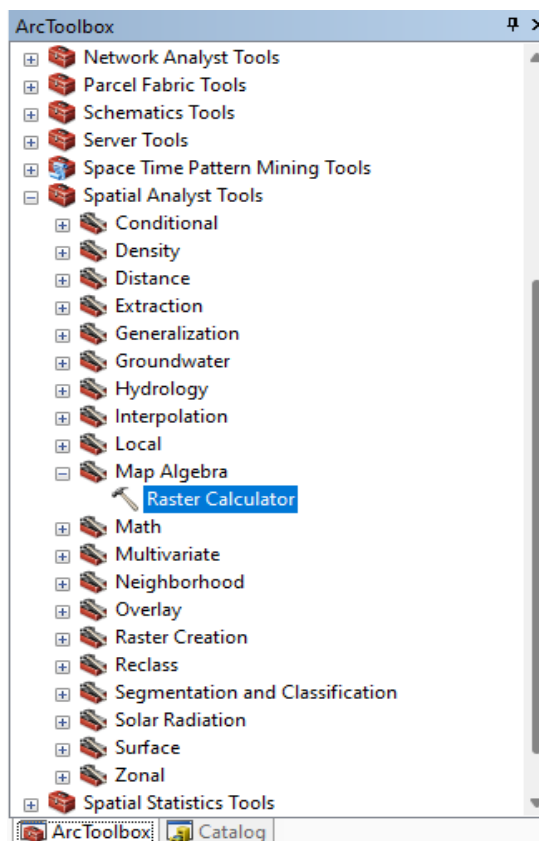 ArcToolbox
Network Analyst Tools
Parcel Fabric Tools
Schematics Tools
Server Tools
Space Time Pattern Mining Tools
Spatial Analyst Tools
Conditional
Density
Distance
Extraction
Generalization
Groundwater
Hydrology
Interpolation
Local
Map Algebra
Raster Calculator
Math
Multivariate
Neighborhood
Overlay
Raster Creation
Reclass
Segmentation and Classification
Solar Radiation
Surface
Zonal
Spatial Statistics Tools
ArcToolbox Catalog